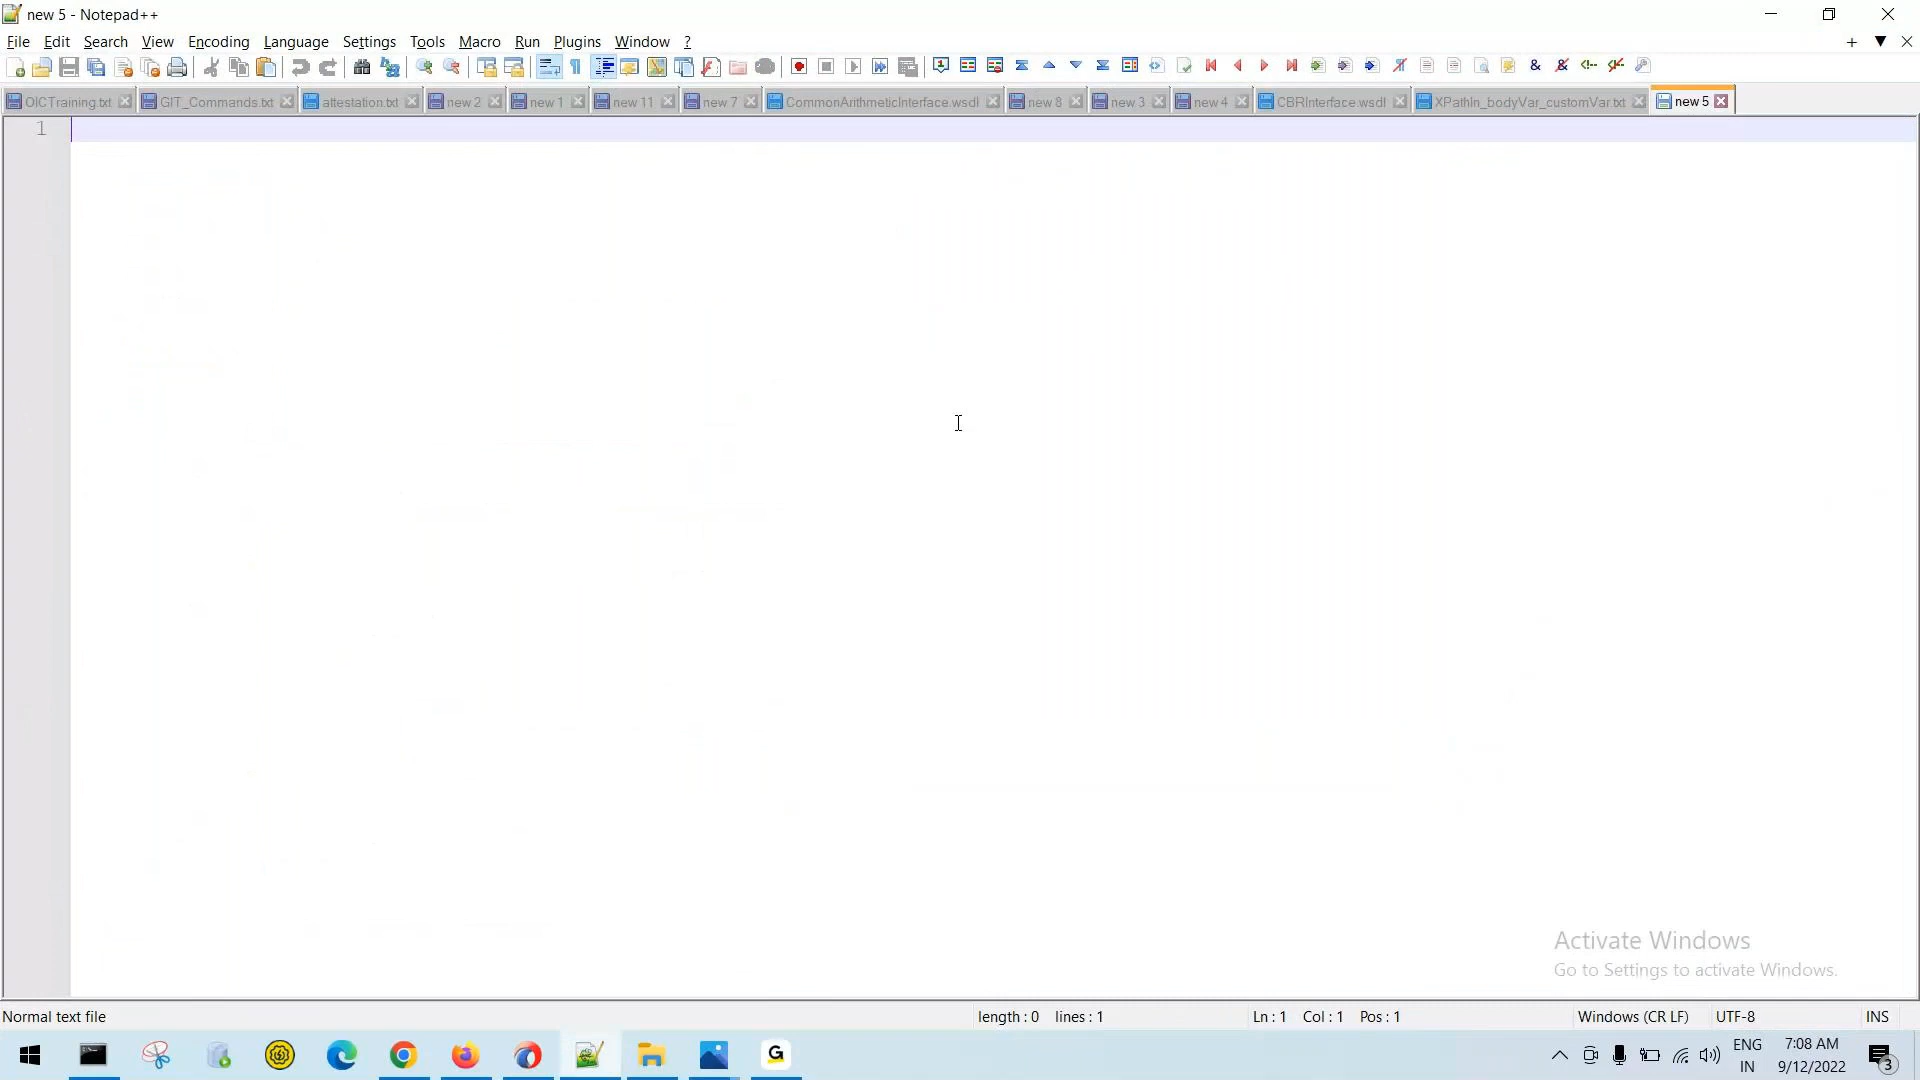 new 5 - Notepad++
File Edit Search View Encoding Language Settings Tools Macro Run Plugins Window ?
OICTraining.txt GIT_Commands.txt attestation.txt new 2 new 1 new 11 new 7 CommonArithmeticInterface.wsdl new 8 new 3 new 4 CBRInterface.wsdl XPathIn_bodyVar_customVar.txt new 5
1
Activate Windows
Go to Settings to activate Windows.
Normal text file length : 0 lines : 1 Ln : 1 Col : 1 Pos : 1 Windows (CR LF) UTF-8 INS
ENG 7:08 AM
IN 9/12/2022 3